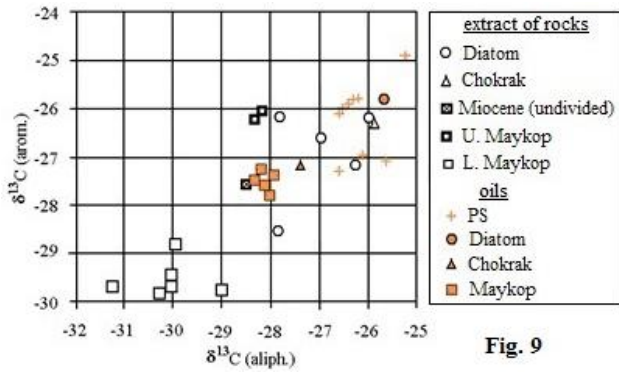 -24
-25
-26
-27
-28
-29
-30
δ¹³C (arom.)
-32 -31 -30 -29 -28 -27 -26 -25
δ¹³C (aliph.)
extract of rocks
Diatom
Chokrak
Miocene (undivided)
U. Maykop
L. Maykop
oils
PS
Diatom
Chokrak
Maykop
Fig. 9